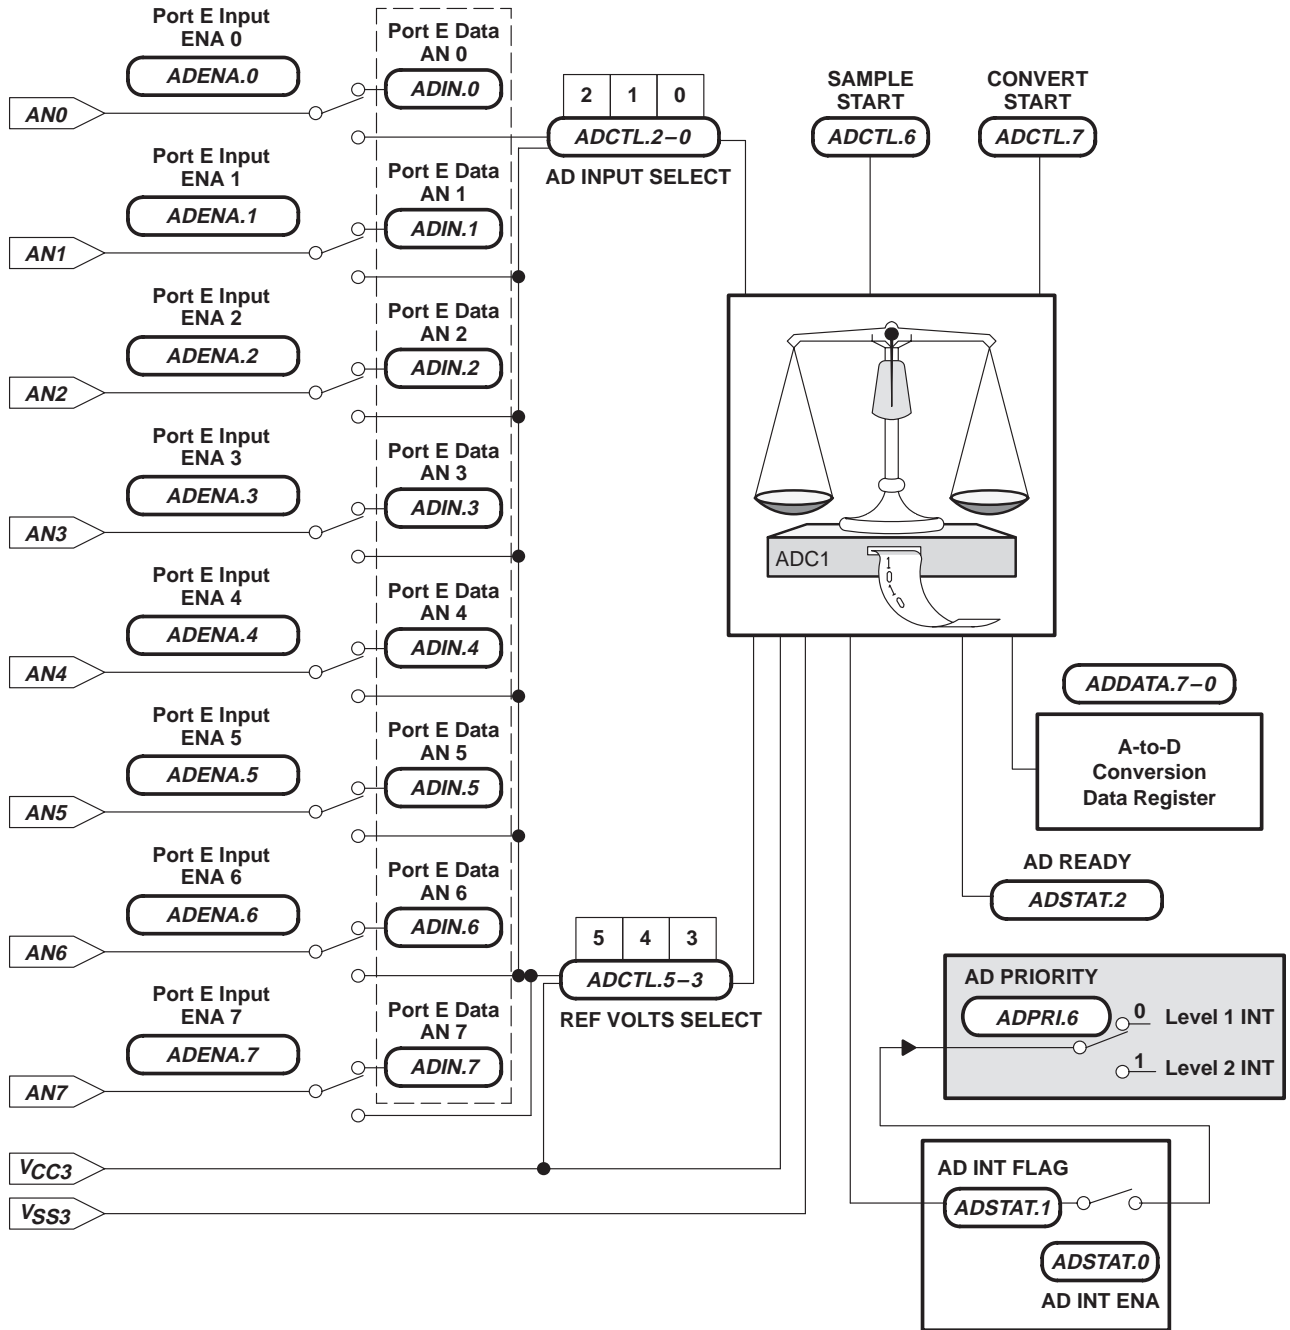 Port E Input
ENA 0
ADENA.0
Port E Data
AN 0
ADIN.0
AN0
Port E Input
ENA 1
ADENA.1
Port E Data
AN 1
ADIN.1
AN1
Port E Input
ENA 2
ADENA.2
Port E Data
AN 2
ADIN.2
AN2
Port E Input
ENA 3
ADENA.3
Port E Data
AN 3
ADIN.3
AN3
Port E Input
ENA 4
ADENA.4
Port E Data
AN 4
ADIN.4
AN4
Port E Input
ENA 5
ADENA.5
Port E Data
AN 5
ADIN.5
AN5
Port E Input
ENA 6
ADENA.6
Port E Data
AN 6
ADIN.6
AN6
Port E Input
ENA 7
ADENA.7
Port E Data
AN 7
ADIN.7
AN7
VCC3
VSS3
2 1 0
ADCTL.2–0
AD INPUT SELECT
5 4 3
ADCTL.5–3
REF VOLTS SELECT
SAMPLE
START
ADCTL.6
CONVERT
START
ADCTL.7
ADC1
1
0
1
0
ADDATA.7–0
A-to-D
Conversion
Data Register
AD READY
ADSTAT.2
AD PRIORITY
ADPRI.6
0 Level 1 INT
1 Level 2 INT
AD INT FLAG
ADSTAT.1
ADSTAT.0
AD INT ENA